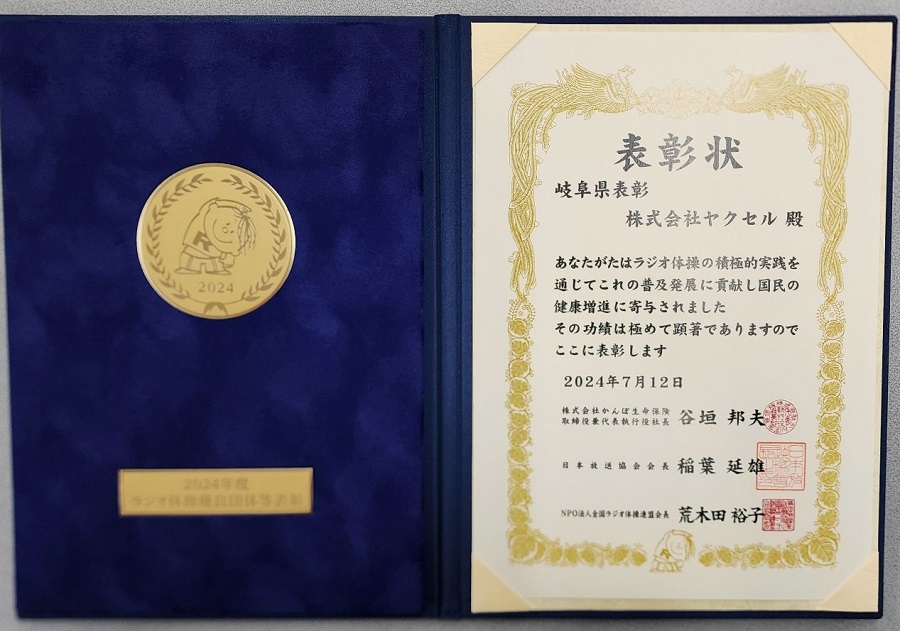 R
2024
2024年度
ラジオ体操優良団体等表彰
表彰状
岐阜県表彰
株式会社ヤクセル 殿
あなたがたはラジオ体操の積極的実践を
通じてこれの普及発展に貢献し国民の
健康増進に寄与されました
その功績は極めて顕著でありますので
ここに表彰します
2024年7月12日
株式会社かんぽ生命保険
取締役兼代表執行役社長 谷垣 邦夫
日本放送協会会長 稲葉 延雄
NPO法人全国ラジオ体操連盟会長 荒木田 裕子